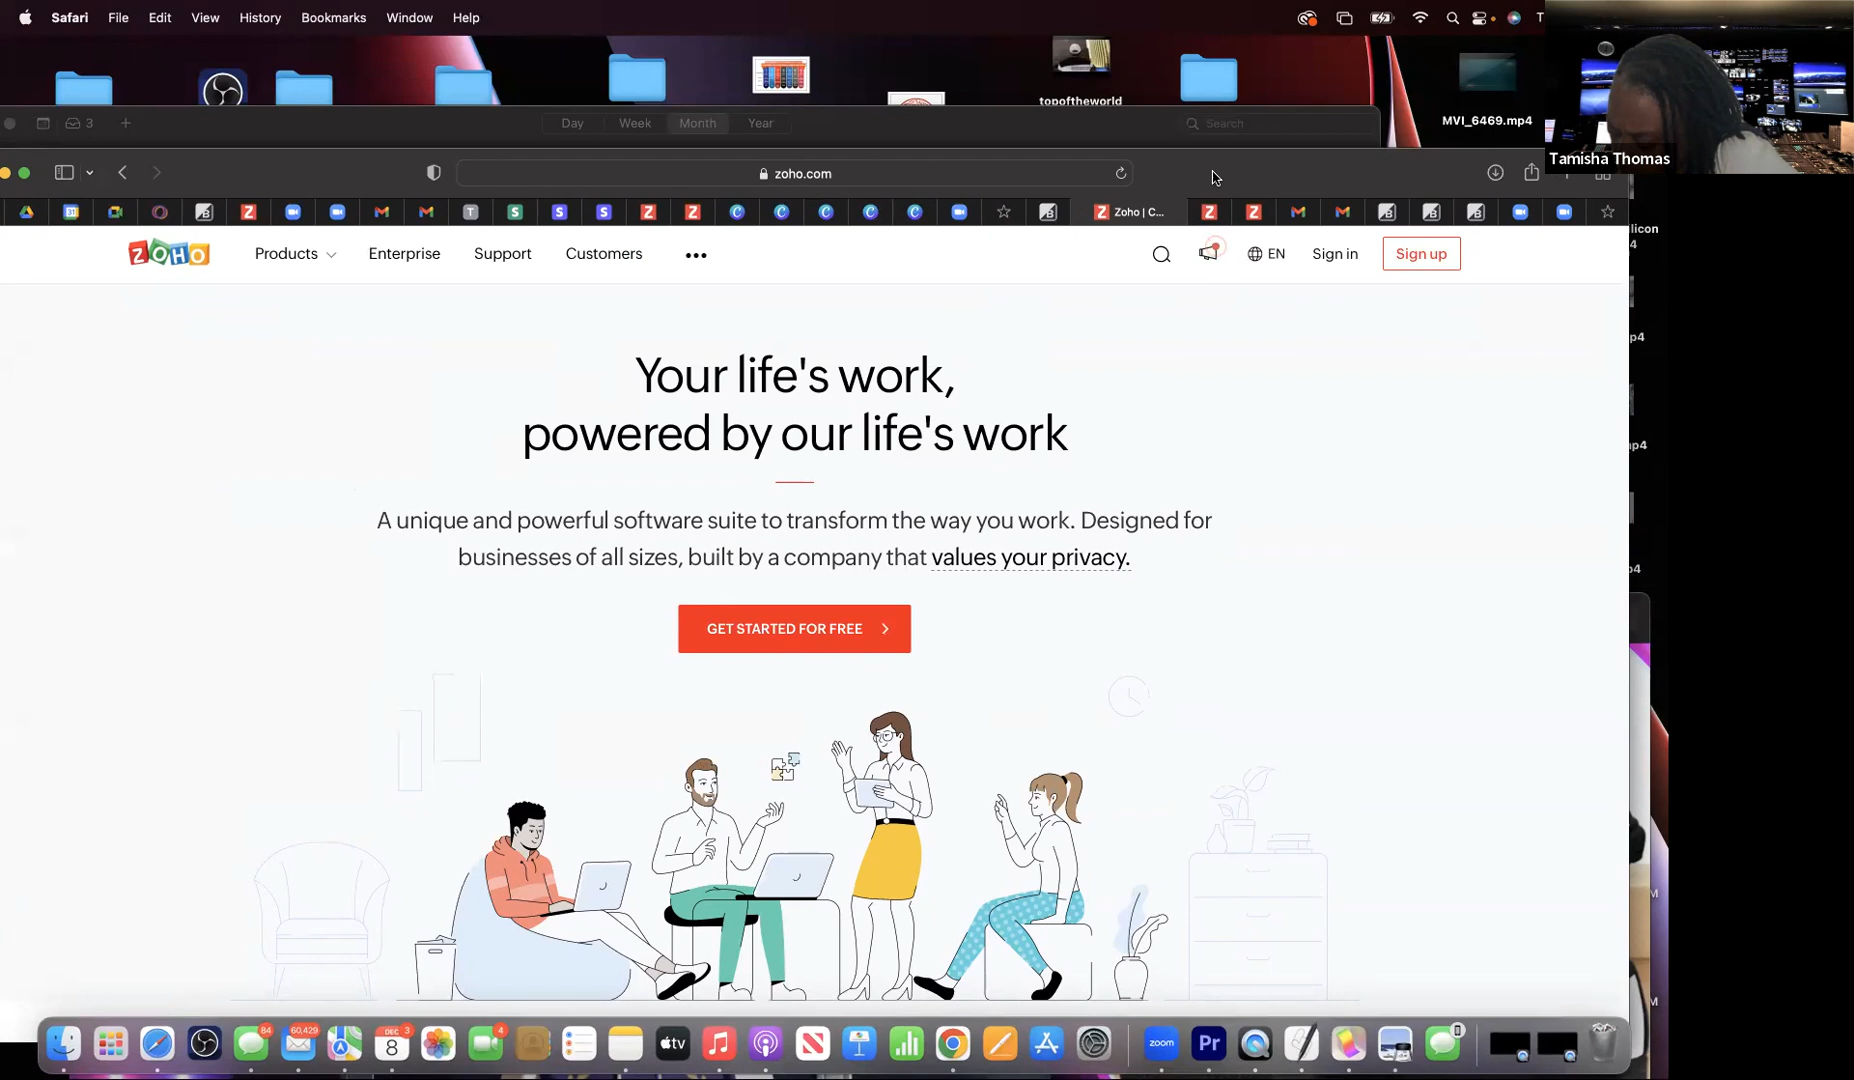 Safari File Edit View History Bookmarks Window Help
topoftheworld
MVI_6469.mp4
Tamisha Thomas
3 Day Week Month Year Search
zoho.com
Zoho | C...
ZOHO Products Enterprise Support Customers ••• EN Sign in Sign up
Your life's work,
powered by our life's work
A unique and powerful software suite to transform the way you work. Designed for
businesses of all sizes, built by a company that values your privacy.
GET STARTED FOR FREE
84 60,429 DEC 3 8 4 tv zoom Pr